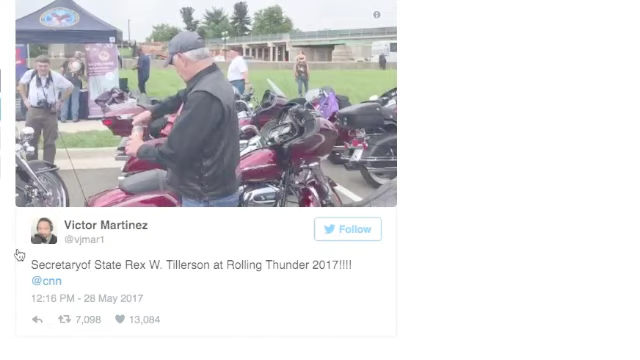 Victor Martinez
@vjmar1
Follow
Secretaryof State Rex W. Tillerson at Rolling Thunder 2017!!!!
@cnn
12:16 PM - 28 May 2017
7,098 13,084